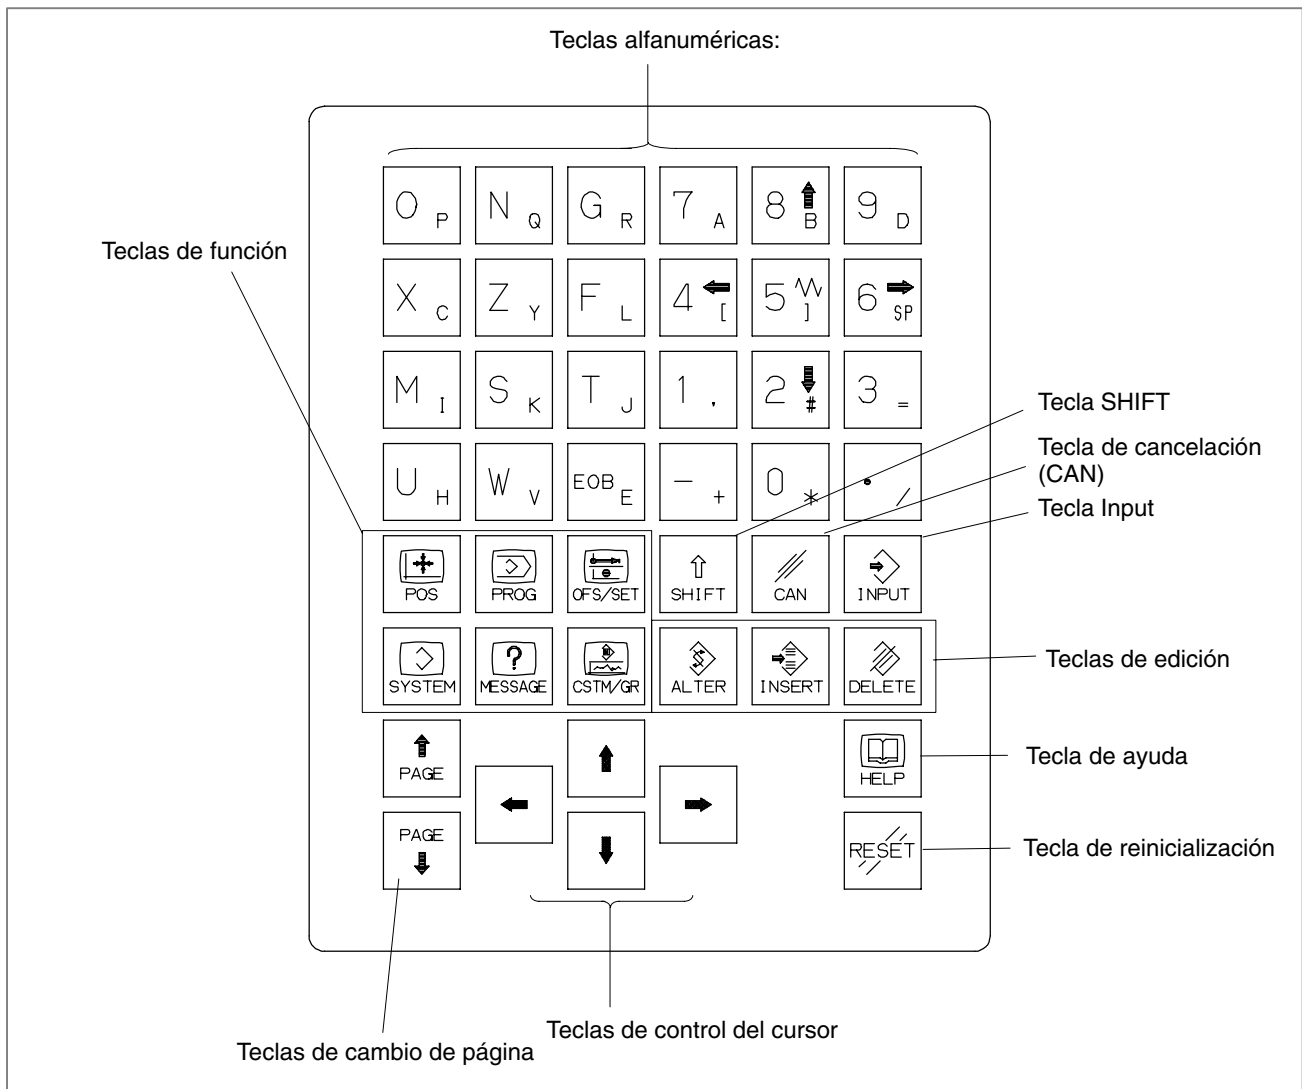 Teclas alfanuméricas:
O P N Q G R 7 A 8 B 9 D
Teclas de función
X C Z Y F L 4 [ 5 ] 6 SP
M I S K T J 1 , 2 # 3 =
Tecla SHIFT
Tecla de cancelación
(CAN)
U H W V EOB E - + 0 * . /
Tecla Input
POS PROG OFS/SET SHIFT CAN INPUT
Teclas de edición
SYSTEM MESSAGE CSTM/GR ALTER INSERT DELETE
PAGE
HELP
Tecla de ayuda
PAGE
RESET
Tecla de reinicialización
Teclas de control del cursor
Teclas de cambio de página